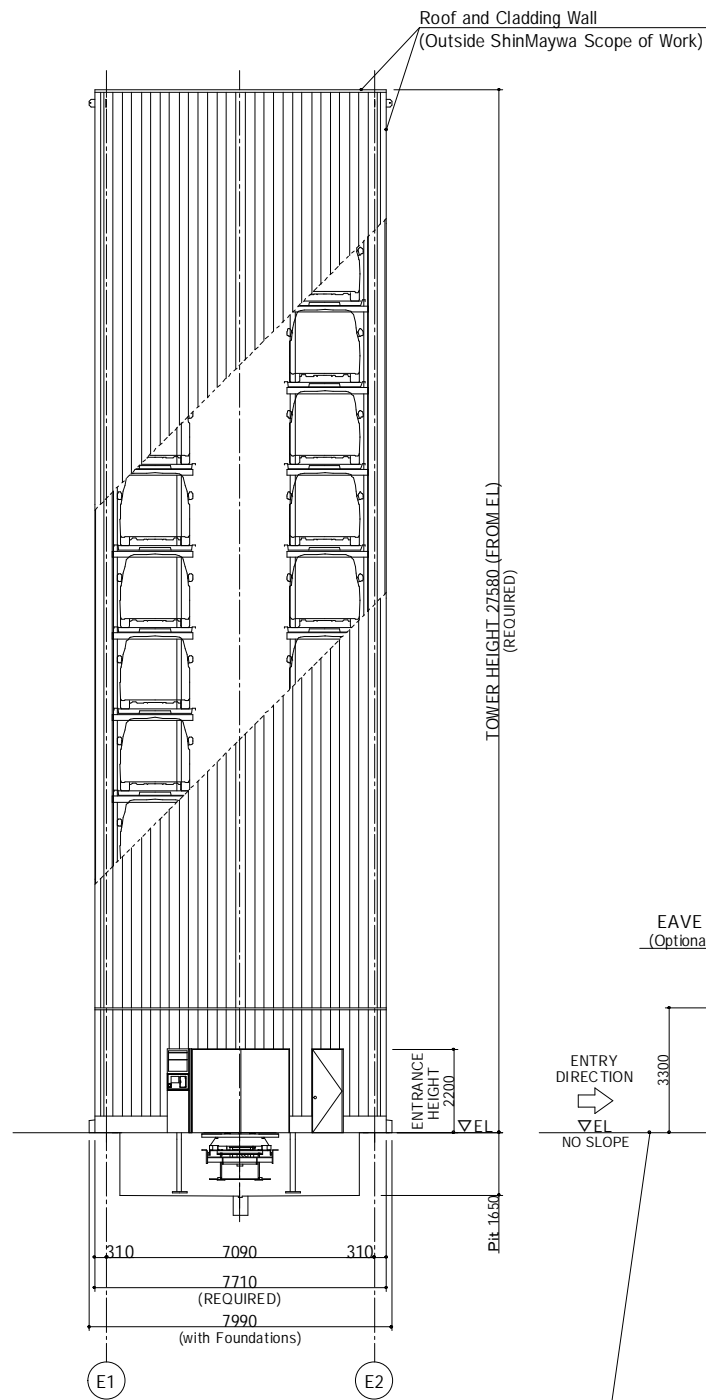 Roof and Cladding Wall
(Outside ShinMaywa Scope of Work)
TOWER HEIGHT 27580 (FROM EL)
(REQUIRED)
EAVE
(Optiona
ENTRANCE
HEIGHT
2200
EL
ENTRY
DIRECTION
EL
NO SLOPE
3300
Pit 1650
310
7090
310
7710
(REQUIRED)
7990
(with Foundations)
E1
E2